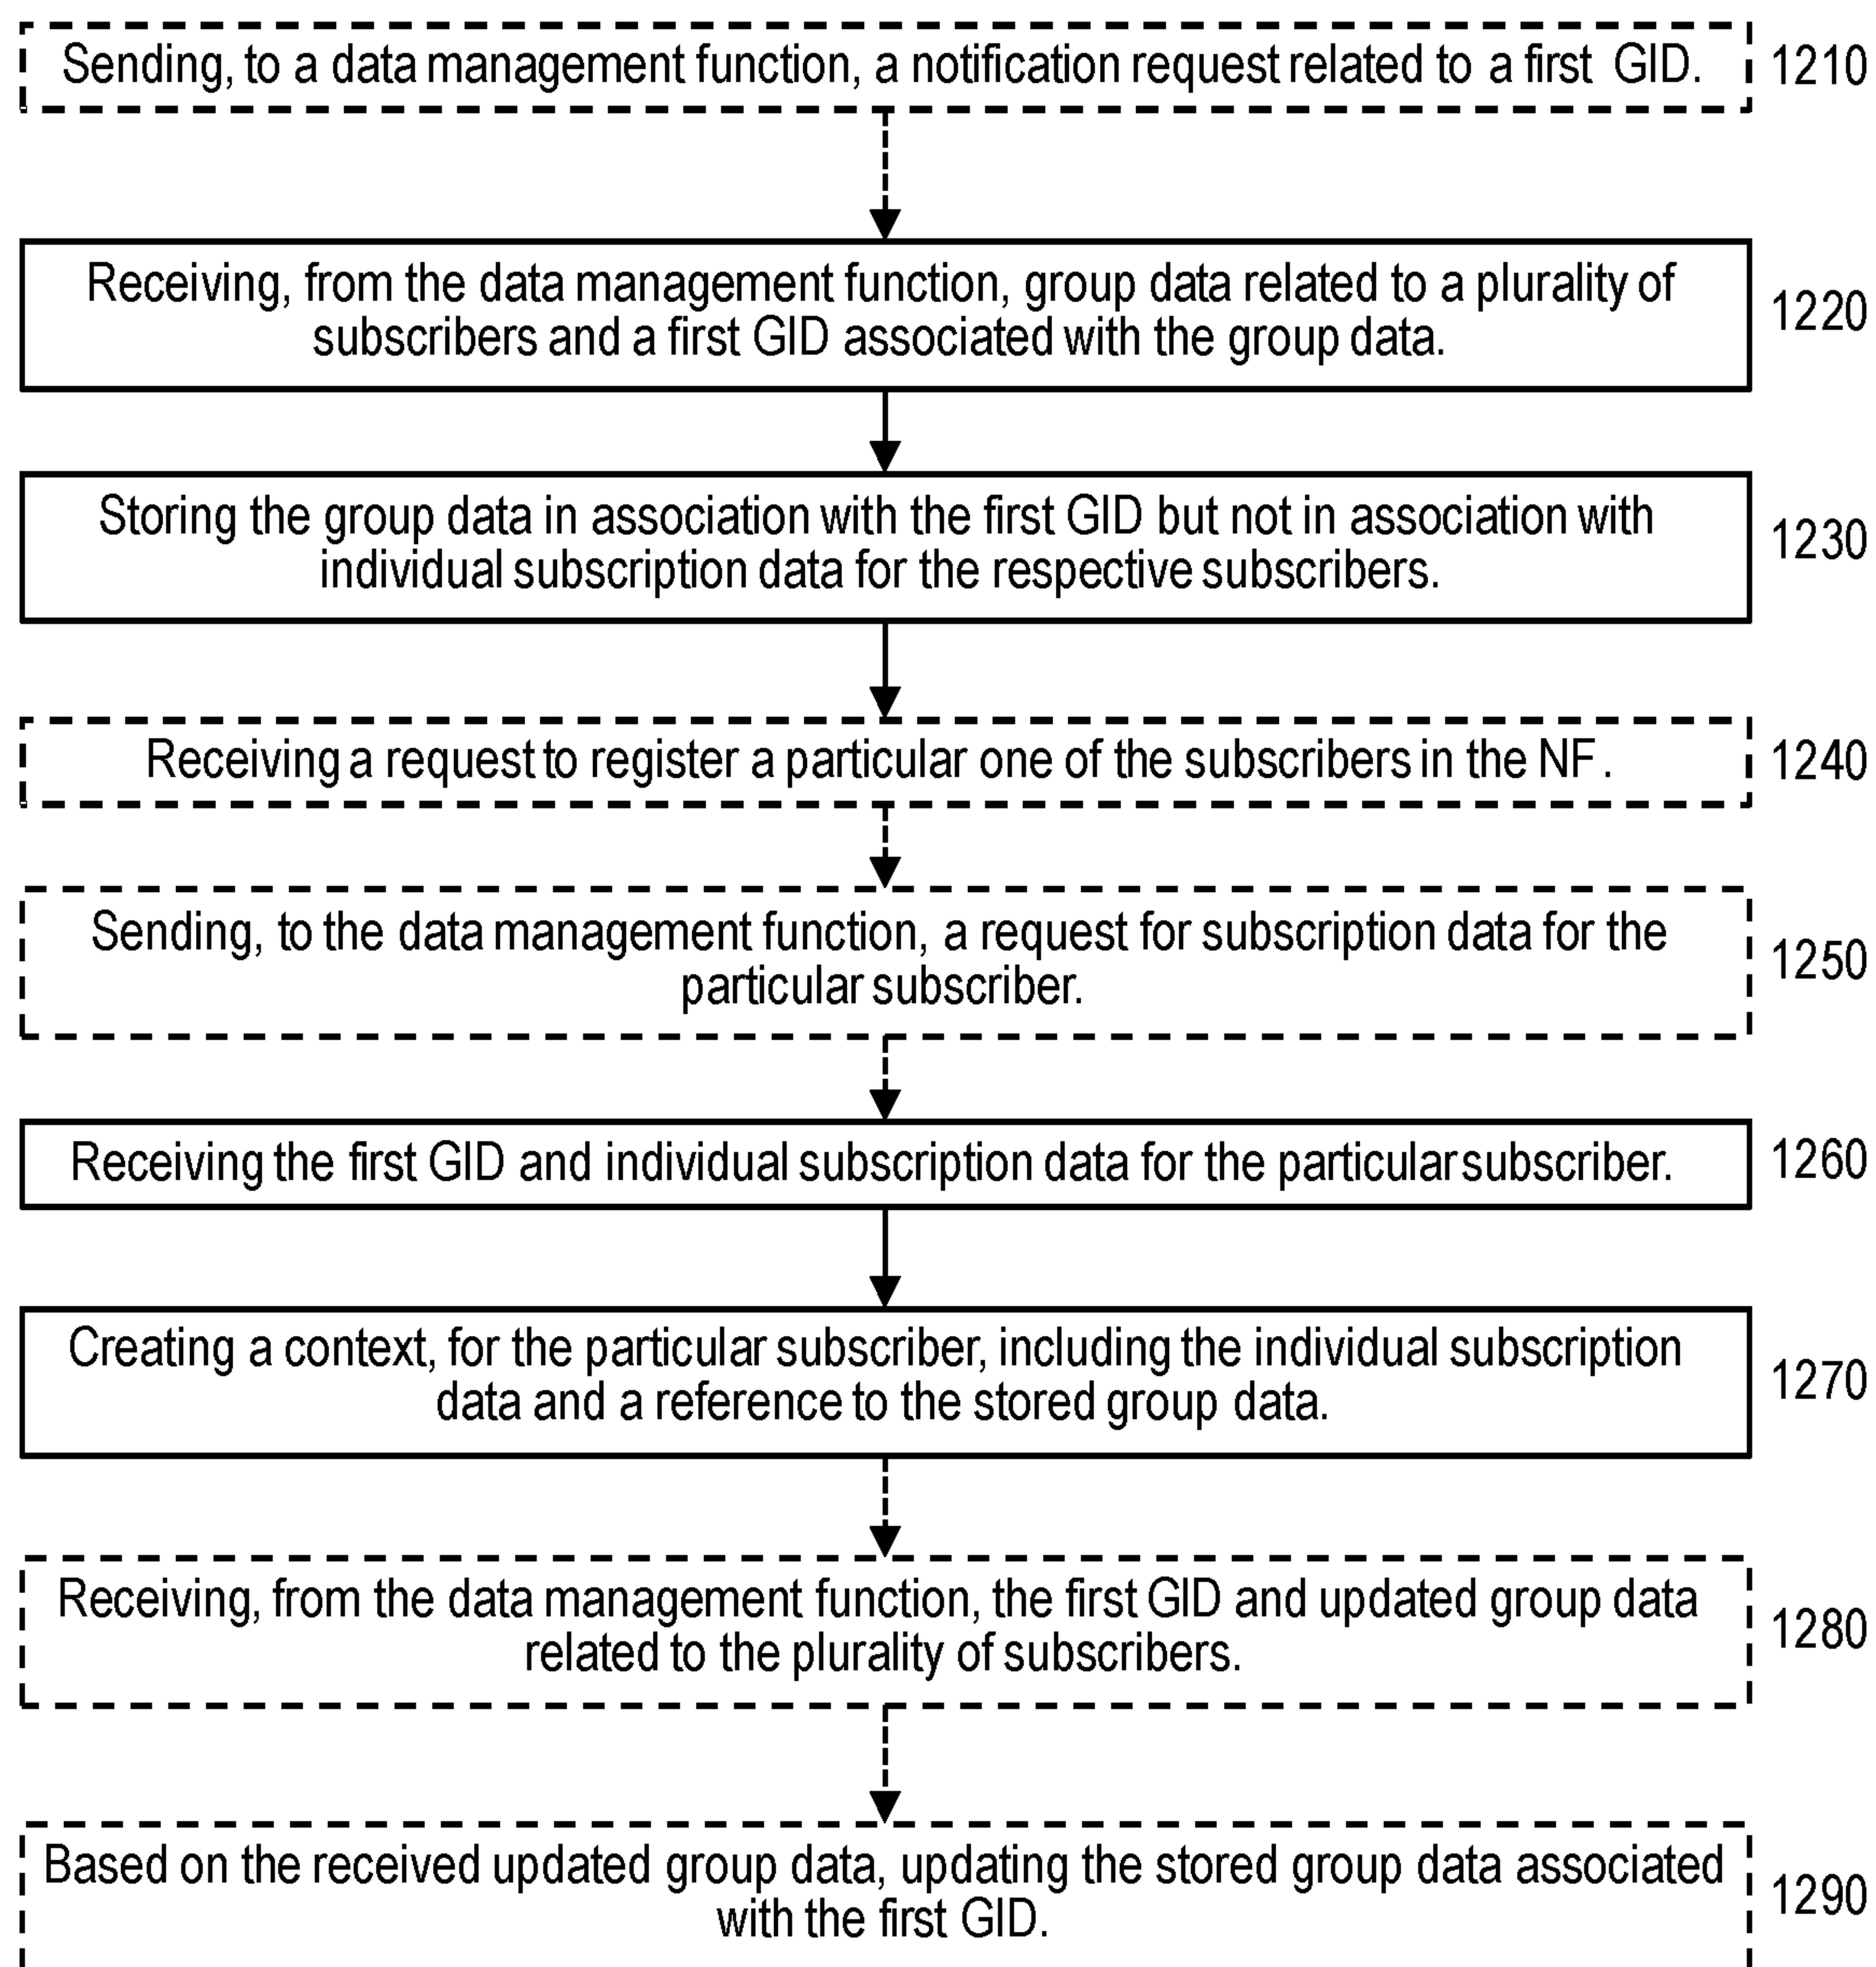 Sending, to a data management function, a notification request related to a first GID.
1210
Receiving, from the data management function, group data related to a plurality of
subscribers and a first GID associated with the group data.
1220
Storing the group data in association with the first GID but not in association with
individual subscription data for the respective subscribers.
1230
Receiving a request to register a particular one of the subscribers in the NF.
1240
Sending, to the data management function, a request for subscription data for the
particular subscriber.
1250
Receiving the first GID and individual subscription data for the particular subscriber.
1260
Creating a context, for the particular subscriber, including the individual subscription
data and a reference to the stored group data.
1270
Receiving, from the data management function, the first GID and updated group data
related to the plurality of subscribers.
1280
Based on the received updated group data, updating the stored group data associated
with the first GID.
1290